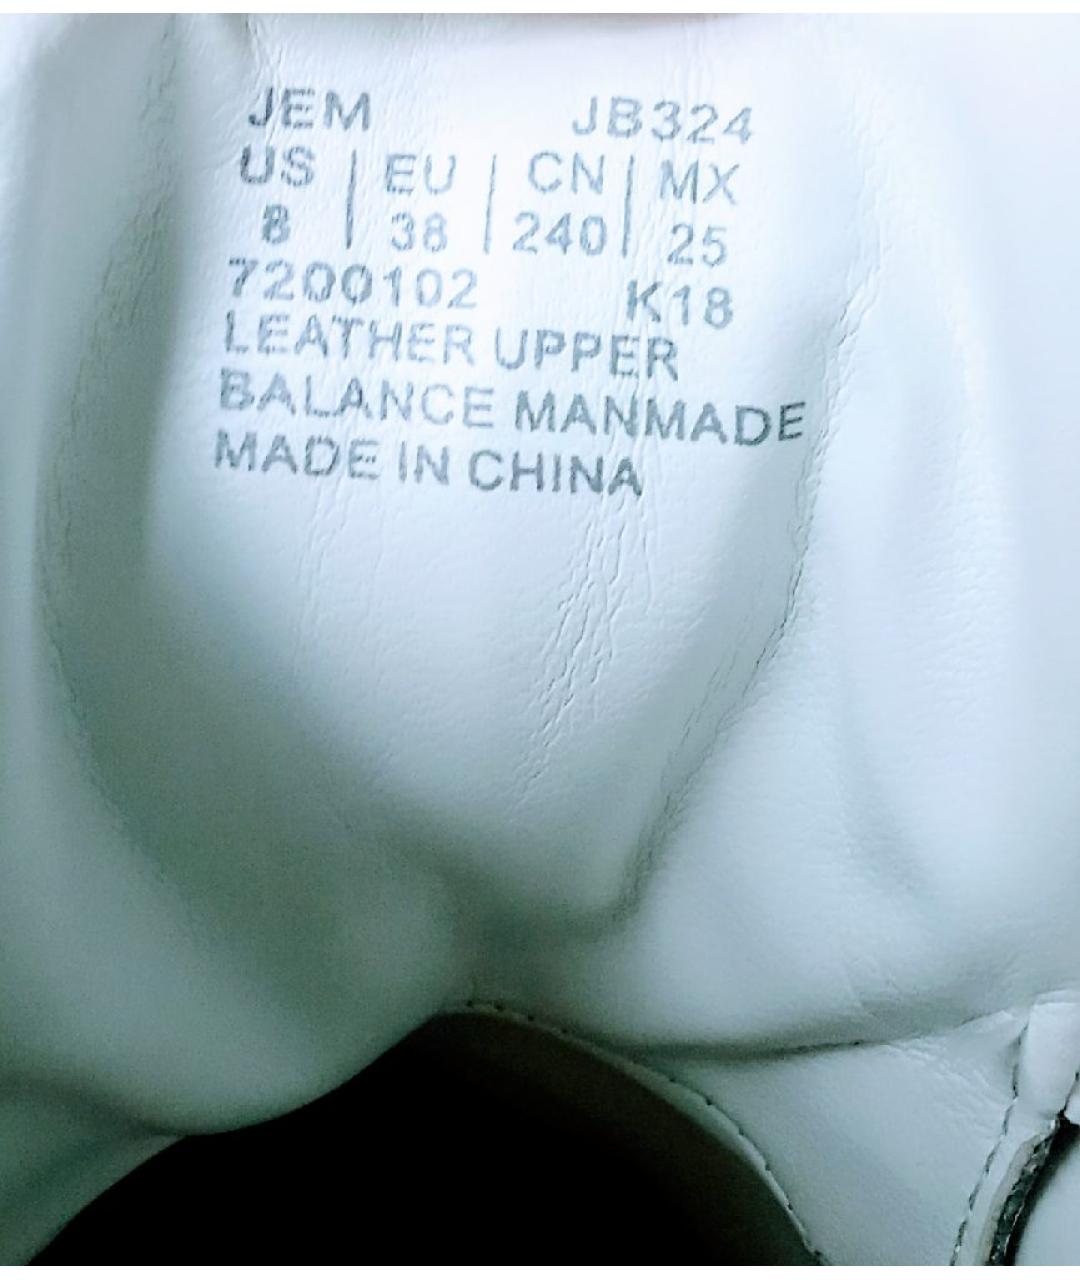 JEM JB324
US | EU | CN | MX
8 | 38 | 240 | 25
7200102 K18
LEATHER UPPER
BALANCE MANMADE
MADE IN CHINA